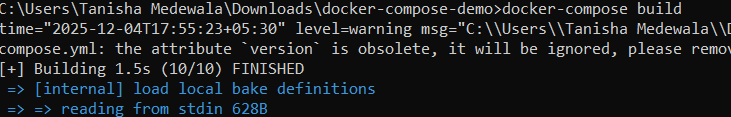 C:\Users\Tanisha Medewala\Downloads\docker-compose-demo>docker-compose build
time="2025-12-04T17:55:23+05:30" level=warning msg="C:\\Users\\Tanisha Medewala\\D
compose.yml: the attribute `version` is obsolete, it will be ignored, please remov
[+] Building 1.5s (10/10) FINISHED
=> [internal] load local bake definitions
=> => reading from stdin 628B